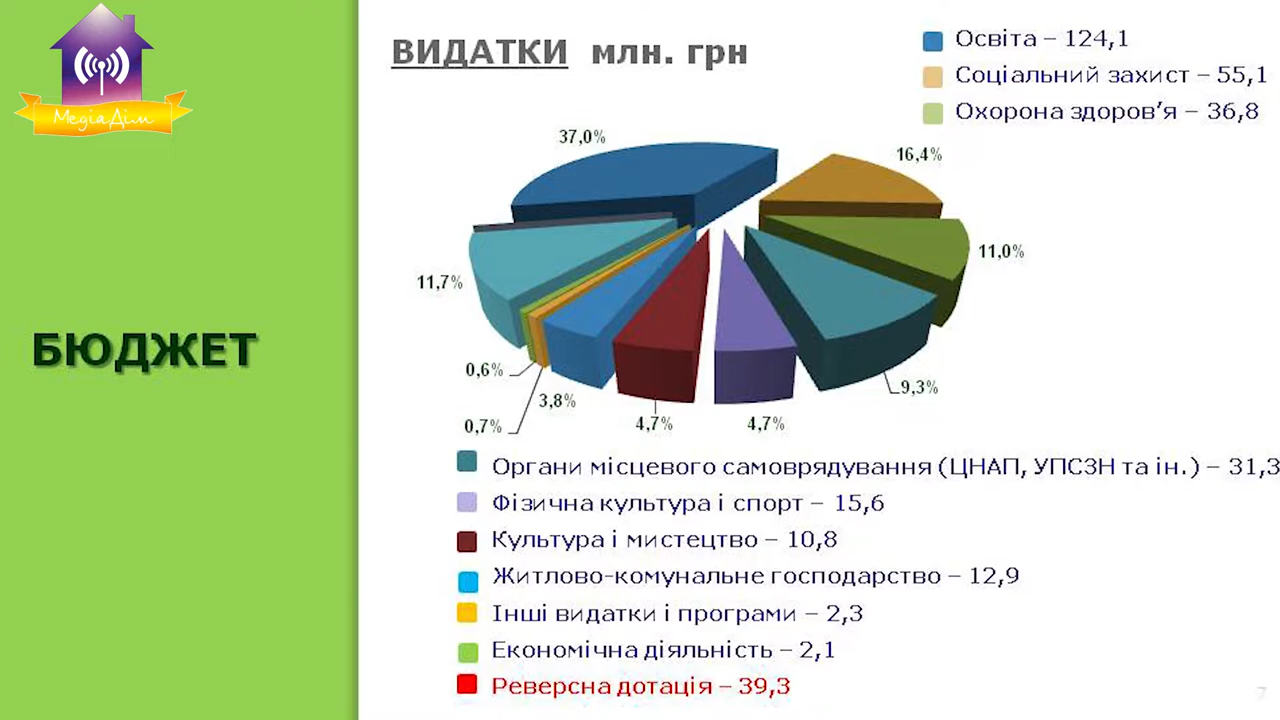 МедіаДім
БЮДЖЕТ
ВИДАТКИ млн. грн
Освіта – 124,1
Соціальний захист – 55,1
Охорона здоров’я – 36,8
37,0%
16,4%
11,0%
11,7%
9,3%
0,6%
3,8%
0,7%
4,7%
4,7%
Органи місцевого самоврядування (ЦНАП, УПСЗН та ін.) – 31,3
Фізична культура і спорт – 15,6
Культура і мистецтво – 10,8
Житлово-комунальне господарство – 12,9
Інші видатки і програми – 2,3
Економічна діяльність – 2,1
Реверсна дотація – 39,3
7